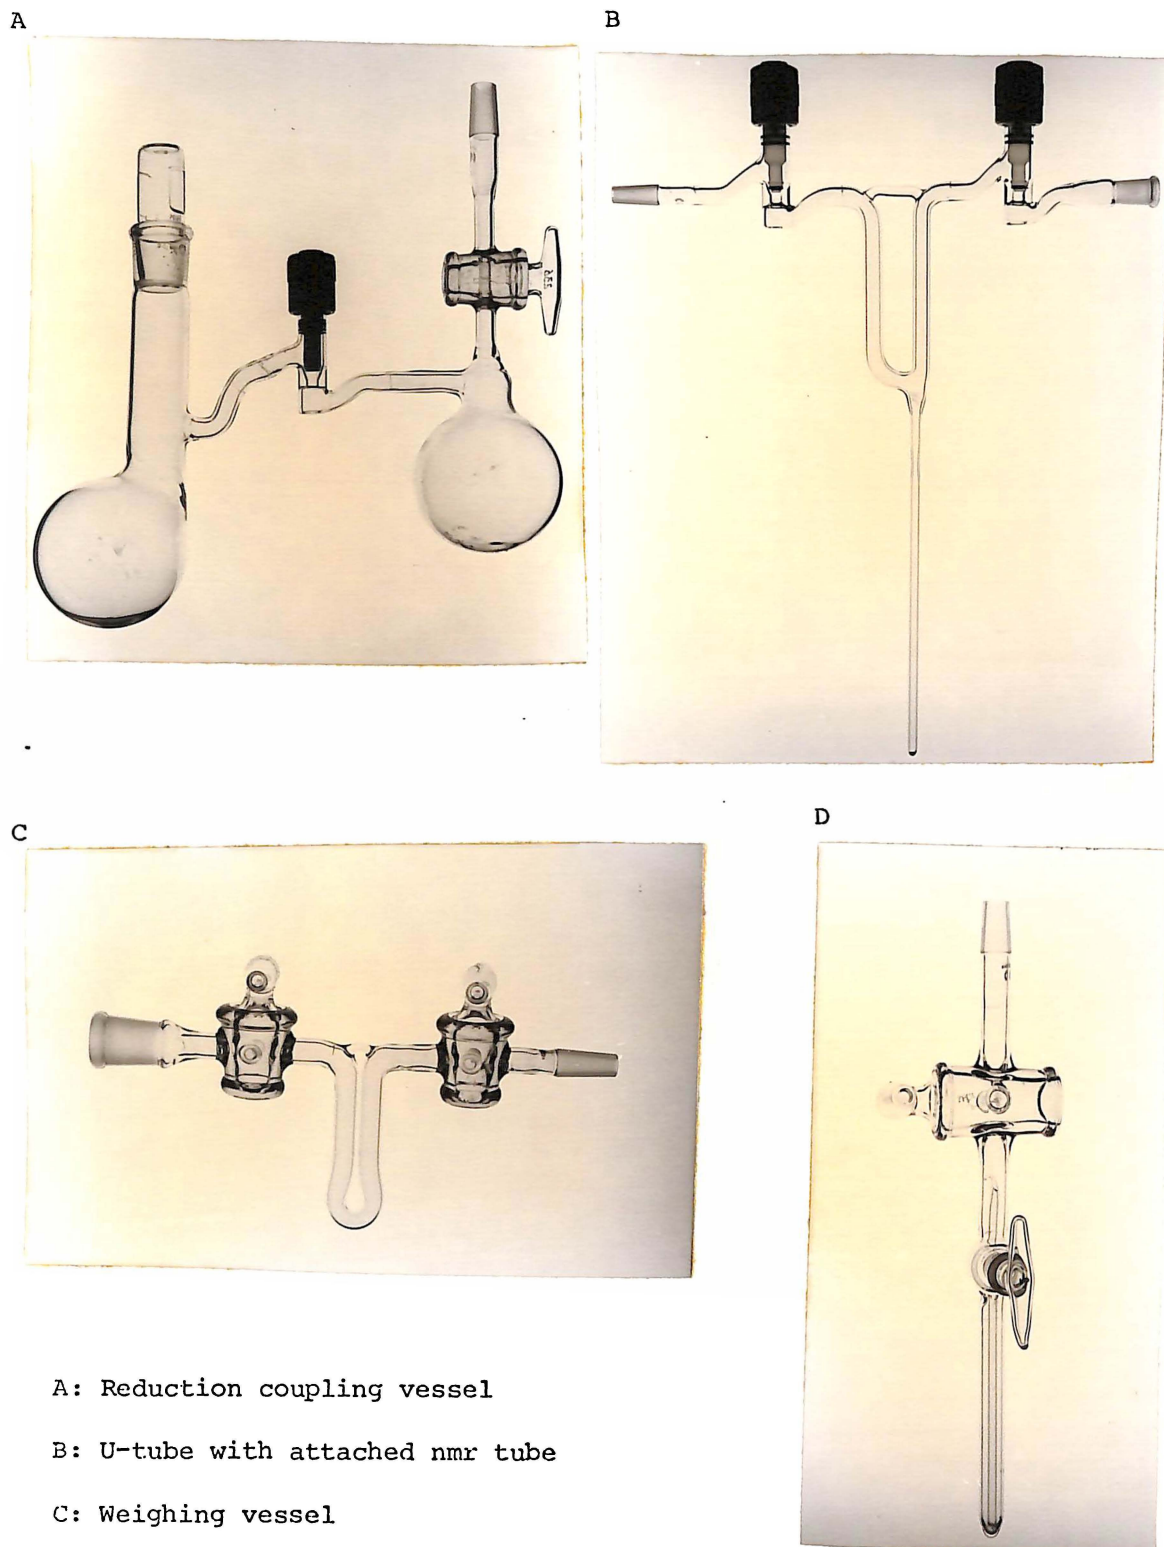 A
B
C
D
A: Reduction coupling vessel
B: U-tube with attached nmr tube
C: Weighing vessel